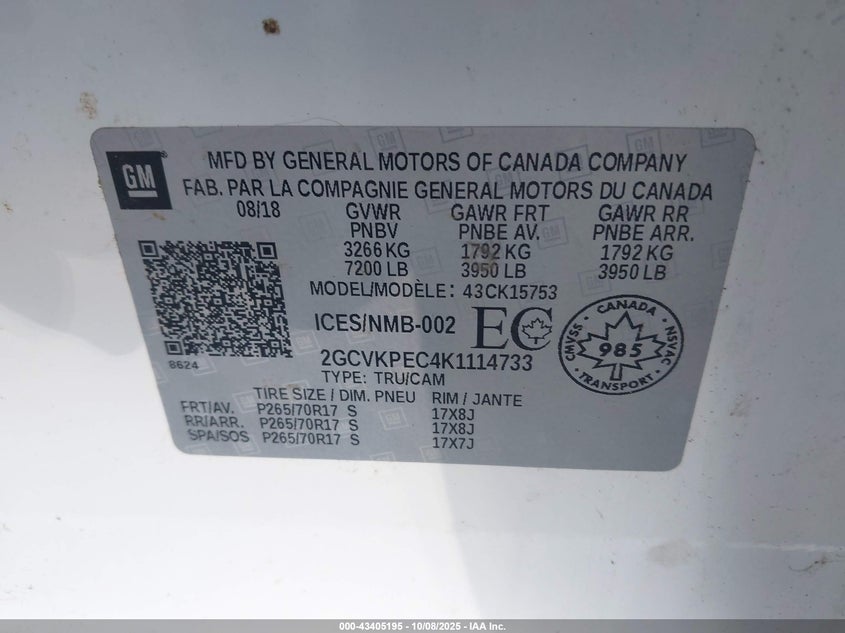 GM
MFD BY GENERAL MOTORS OF CANADA COMPANY
FAB. PAR LA COMPAGNIE GENERAL MOTORS DU CANADA
08/18 GVWR GAWR FRT GAWR RR
PNBV PNBE AV. PNBE ARR.
3266 KG 1792 KG 1792 KG
7200 LB 3950 LB 3950 LB
MODEL/MODÈLE: 43CK15753
ICES/NMB-002 EC
2GCVKPEC4K1114733
TYPE: TRU/CAM
8624
CANADA
CMVSS 985 NSVAC
TRANSPORT
TIRE SIZE / DIM. PNEU RIM / JANTE
FRT/AV. P265/70R17 S 17X8J
RR/ARR. P265/70R17 S 17X8J
SPA/SOS P265/70R17 S 17X7J
000-43405195 - 10/08/2025 - IAA Inc.